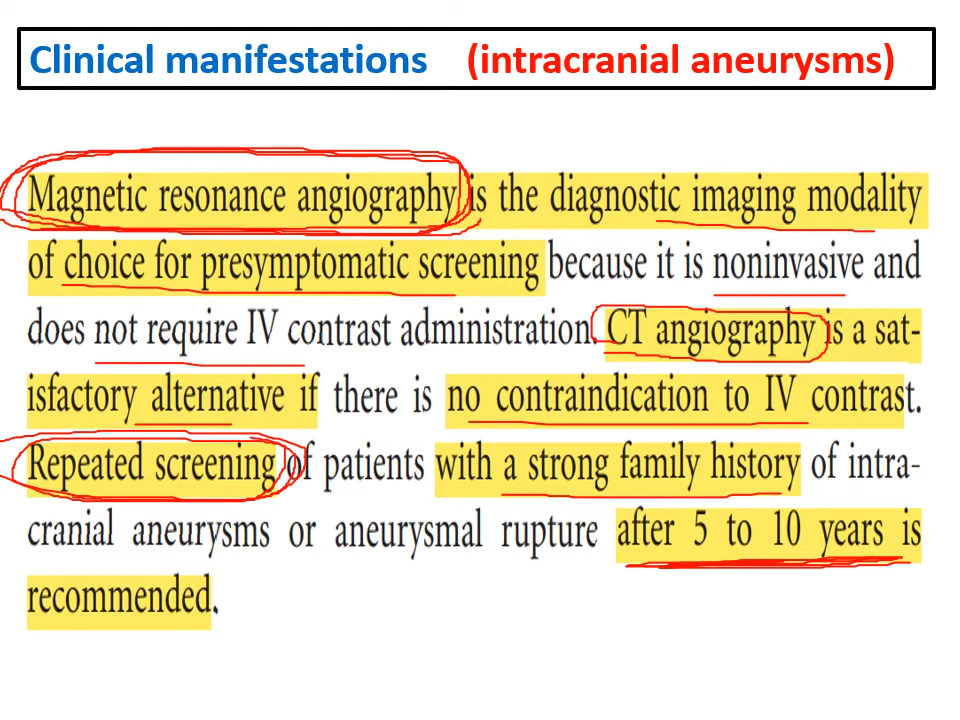 Clinical manifestations (intracranial aneurysms)
Magnetic resonance angiography is the diagnostic imaging modality
of choice for presymptomatic screening because it is noninvasive and
does not require IV contrast administration. CT angiography is a sat-
isfactory alternative if there is no contraindication to IV contrast.
Repeated screening of patients with a strong family history of intra-
cranial aneurysms or aneurysmal rupture after 5 to 10 years is
recommended.